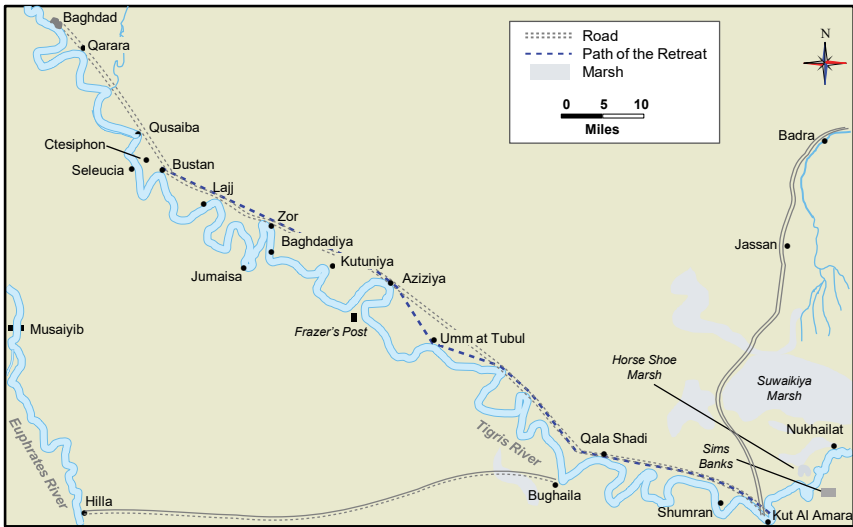 Baghdad
Qarara
Road
Path of the Retreat
Marsh
0 5 10
Miles
N
Qusaiba
Ctesiphon
Bustan
Seleucia
Badra
Lajj
Zor
Baghdadiya
Jassan
Jumaisa
Kutuniya
Aziziya
Musaiyib
Frazer's Post
Umm at Tubul
Horse Shoe
Marsh
Suwaikiya
Marsh
Euphrates River
Tigris River
Qala Shadi
Sims
Banks
Nukhailat
Hilla
Bughaila
Shumran
Kut Al Amara